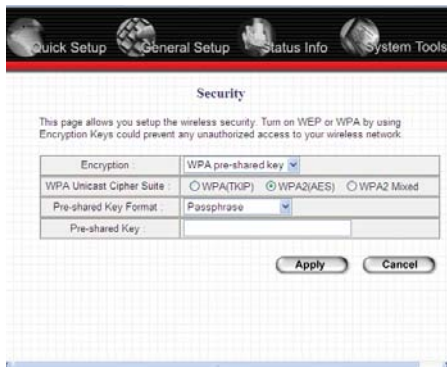 Quick Setup General Setup Status Info System Tools
Security
This page allows you setup the wireless security. Turn on WEP or WPA by using
Encryption Keys could prevent any unauthorized access to your wireless network.
Encryption : WPA pre-shared key
WPA Unicast Cipher Suite : WPA(TKIP) WPA2(AES) WPA2 Mixed
Pre-shared Key Format : Passphrase
Pre-shared Key :
Apply Cancel